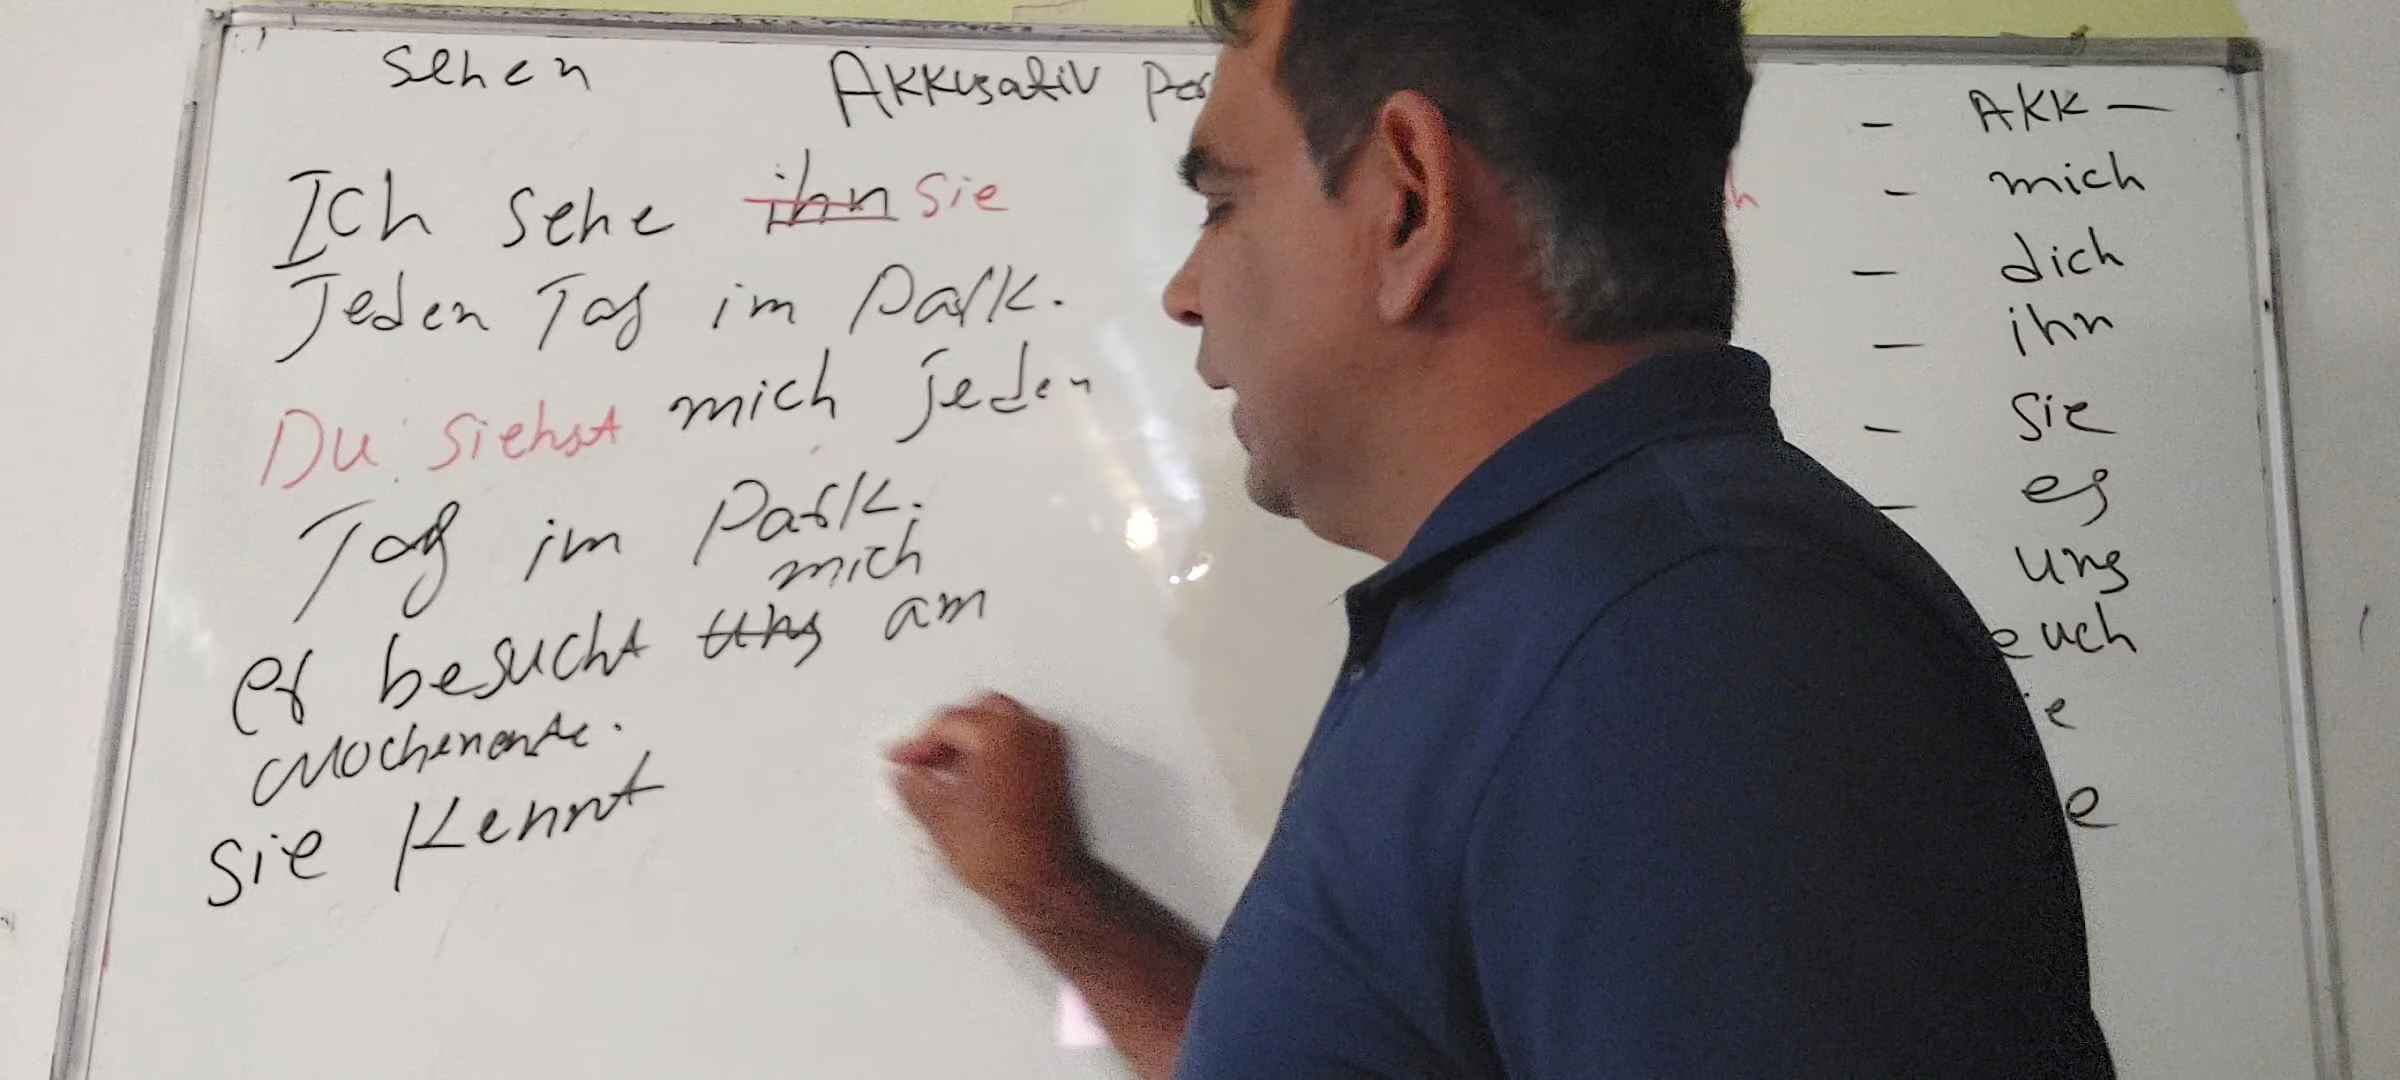 sehen
Akkusativ Per
Ich sehe ihn sie
Jeden Tag im Park.
Du siehst mich jeden
Tag im Park.
mich
er besucht uns am
Wochenende.
sie kennt
- AKK -
h - mich
- dich
- ihn
- sie
- es
uns
euch
e
e